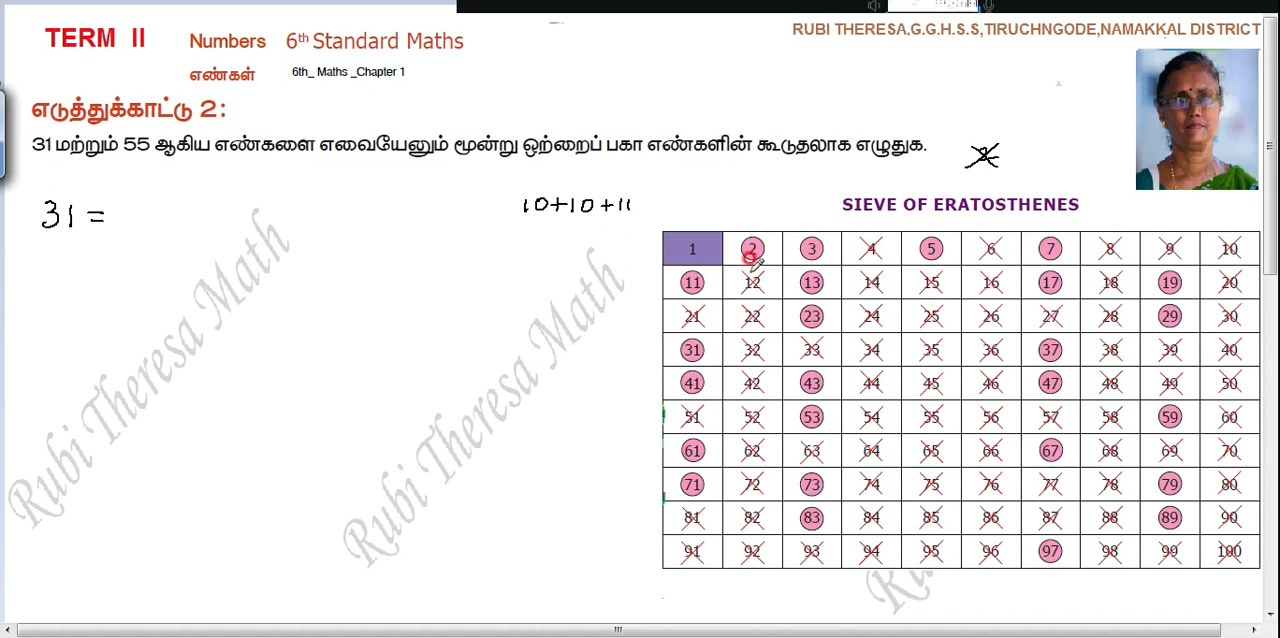 TERM II
Numbers 6th Standard Maths
RUBI THERESA,G.G.H.S.S,TIRUCHNGODE,NAMAKKAL DISTRICT
எண்கள் 6th_ Maths _Chapter 1
எடுத்துக்காட்டு 2:
31 மற்றும் 55 ஆகிய எண்களை எவையேனும் மூன்று ஒற்றைப் பகா எண்களின் கூடுதலாக எழுதுக.
31 =
10+10+11
SIEVE OF ERATOSTHENES
1 2 3 4 5 6 7 8 9 10
11 12 13 14 15 16 17 18 19 20
21 22 23 24 25 26 27 28 29 30
31 32 33 34 35 36 37 38 39 40
41 42 43 44 45 46 47 48 49 50
51 52 53 54 55 56 57 58 59 60
61 62 63 64 65 66 67 68 69 70
71 72 73 74 75 76 77 78 79 80
81 82 83 84 85 86 87 88 89 90
91 92 93 94 95 96 97 98 99 100
Rubi Theresa Math
Rubi Theresa Math